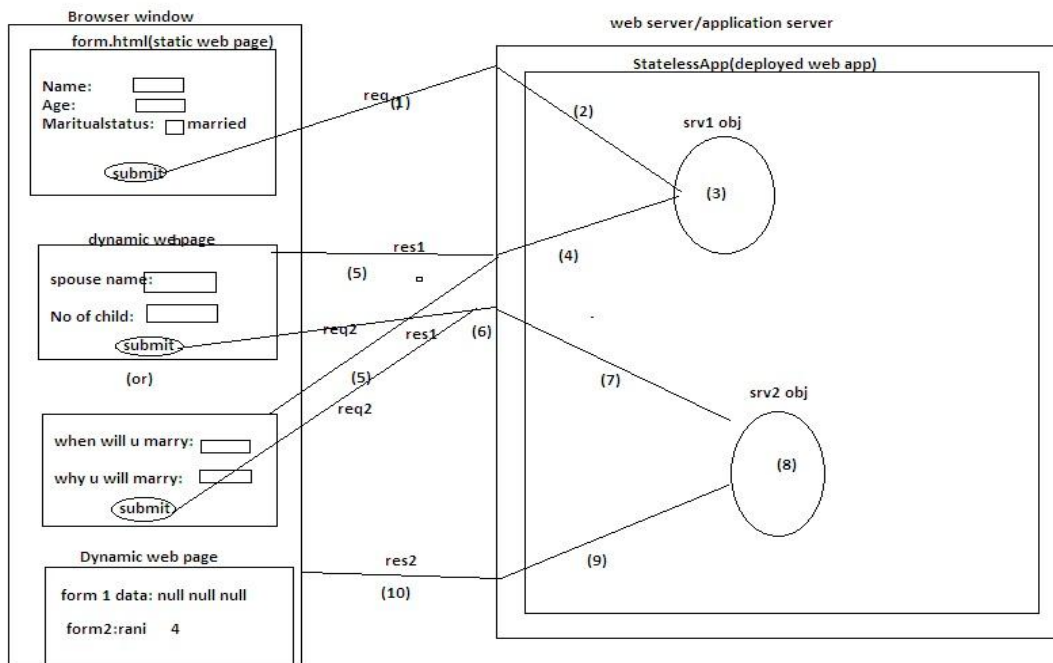 Browser window
web server/application server
form.html(static web page)
StatelessApp(deployed web app)
Name:
Age:
Maritualstatus: married
submit
req
(1)
(2)
srv1 obj
(3)
dynamic web page
res1
(5)
(4)
spouse name:
No of child:
submit
req2
res1
(6)
(or)
(5)
(7)
req2
srv2 obj
when will u marry:
why u will marry:
submit
(8)
Dynamic web page
res2
(9)
(10)
form 1 data: null null null
form2:rani 4